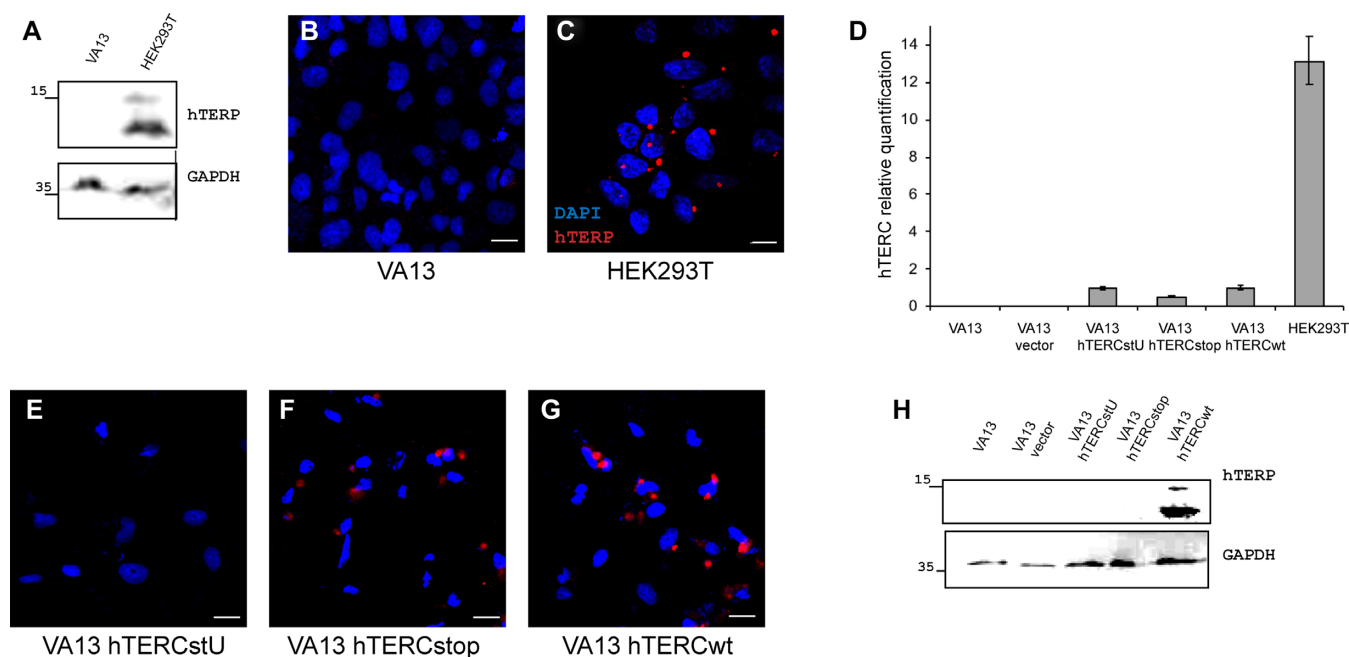 A
VA13
HEK293T
15
hTERP
GAPDH
35
B
VA13
C
DAPI
hTERP
HEK293T
D
hTERC relative quantification
14
12
10
8
6
4
2
0
VA13
VA13
vector
VA13
hTERCstU
VA13
hTERCstop
VA13
hTERCwt
HEK293T
E
VA13 hTERCstU
F
VA13 hTERCstop
G
VA13 hTERCwt
H
VA13
VA13
vector
VA13
hTERCstU
VA13
hTERCstop
VA13
hTERCwt
15
hTERP
GAPDH
35